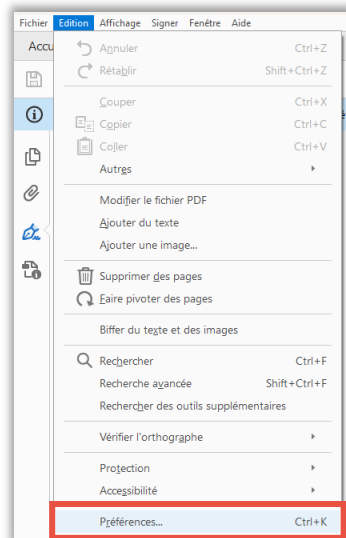 Fichier Edition Affichage Signer Fenêtre Aide
Accu
Annuler Ctrl+Z
Rétablir Shift+Ctrl+Z
Couper Ctrl+X
Copier Ctrl+C
Coller Ctrl+V
Autres
Modifier le fichier PDF
Ajouter du texte
Ajouter une image...
Supprimer des pages
Faire pivoter des pages
Biffer du texte et des images
Rechercher Ctrl+F
Recherche avancée Shift+Ctrl+F
Rechercher des outils supplémentaires
Vérifier l'orthographe
Protection
Accessibilité
Préférences... Ctrl+K